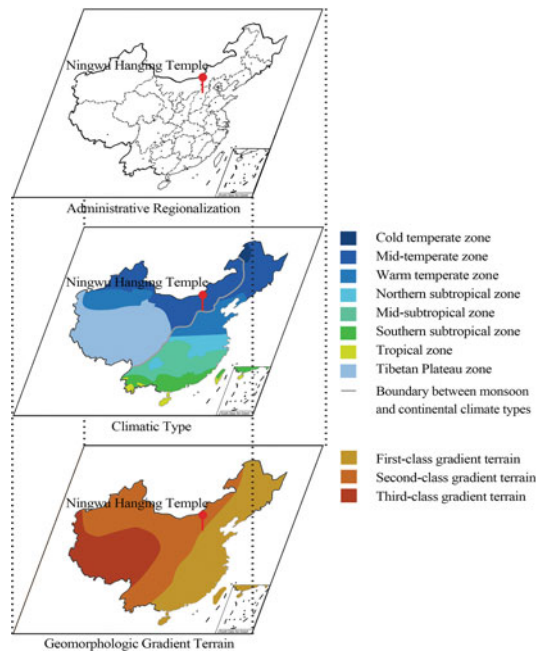 Ningwu Hanging Temple
Administrative Regionalization
Ningwu Hanging Temple
Climatic Type
Cold temperate zone
Mid-temperate zone
Warm temperate zone
Northern subtropical zone
Mid-subtropical zone
Southern subtropical zone
Tropical zone
Tibetan Plateau zone
Boundary between monsoon
and continental climate types
Ningwu Hanging Temple
Geomorphologic Gradient Terrain
First-class gradient terrain
Second-class gradient terrain
Third-class gradient terrain